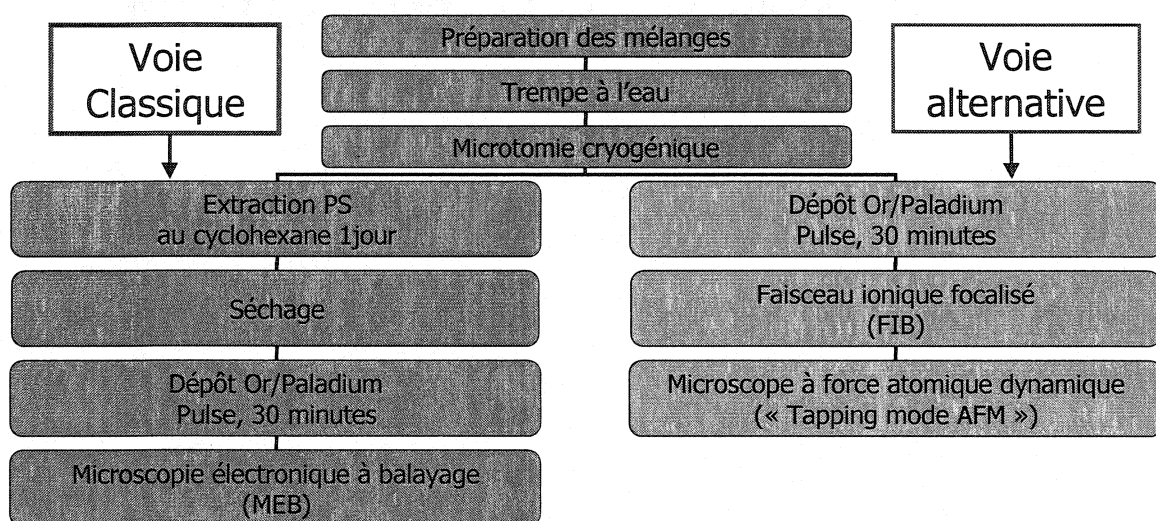 Préparation des mélanges
Trempe à l'eau
Microtomie cryogénique
Voie
Classique
Extraction PS
au cyclohexane 1jour
Séchage
Dépôt Or/Paladium
Pulse, 30 minutes
Microscopie électronique à balayage
(MEB)
Voie
alternative
Dépôt Or/Paladium
Pulse, 30 minutes
Faisceau ionique focalisé
(FIB)
Microscope à force atomique dynamique
(« Tapping mode AFM »)